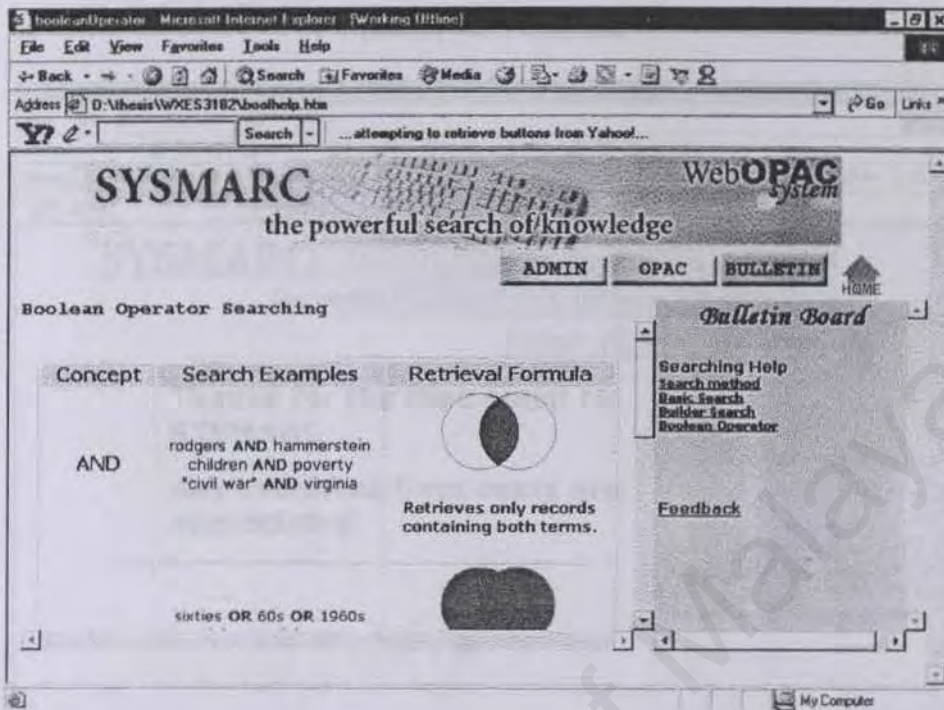 booleanOperator - Microsoft Internet Explorer - [Working Offline]
File Edit View Favorites Tools Help
Back Search Favorites Media
Address D:\thesis\WXES3182\boolhelp.htm Go Links »
Y! Search ...attempting to retrieve buttons from Yahoo!...
SYSMARC WebOPAC system
the powerful search of knowledge
ADMIN OPAC BULLETIN HOME
Boolean Operator Searching
Bulletin Board
Concept Search Examples Retrieval Formula
Searching Help
Search method
Basic Search
Builder Search
Boolean Operator
AND
rodgers AND hammerstein
children AND poverty
"civil war" AND virginia
Retrieves only records
containing both terms.
Feedback
sixties OR 60s OR 1960s
My Computer
of Malaya